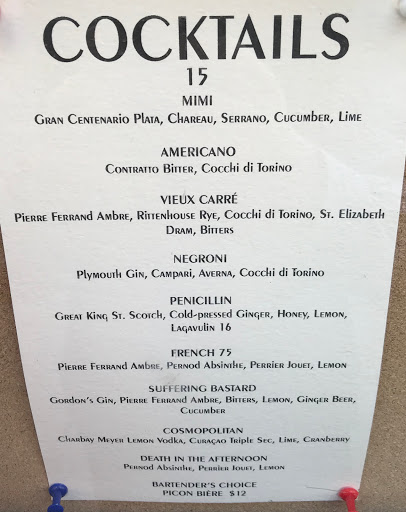 COCKTAILS
15
MIMI
Gran Centenario Plata, Chareau, Serrano, Cucumber, Lime
AMERICANO
Contratto Bitter, Cocchi di Torino
VIEUX CARRÉ
Pierre Ferrand Ambre, Rittenhouse Rye, Cocchi di Torino, St. Elizabeth
Dram, Bitters
NEGRONI
Plymouth Gin, Campari, Averna, Cocchi di Torino
PENICILLIN
Great King St. Scotch, Cold-pressed Ginger, Honey, Lemon,
Lagavulin 16
FRENCH 75
Pierre Ferrand Ambre, Pernod Absinthe, Perrier Jouet, Lemon
SUFFERING BASTARD
Gordon's Gin, Pierre Ferrand Ambre, Bitters, Lemon, Ginger Beer,
Cucumber
COSMOPOLITAN
Charbay Meyer Lemon Vodka, Curaçao Triple Sec, Lime, Cranberry
DEATH IN THE AFTERNOON
Pernod Absinthe, Perrier Jouet, Lemon
BARTENDER'S CHOICE
PICON BIÈRE $12